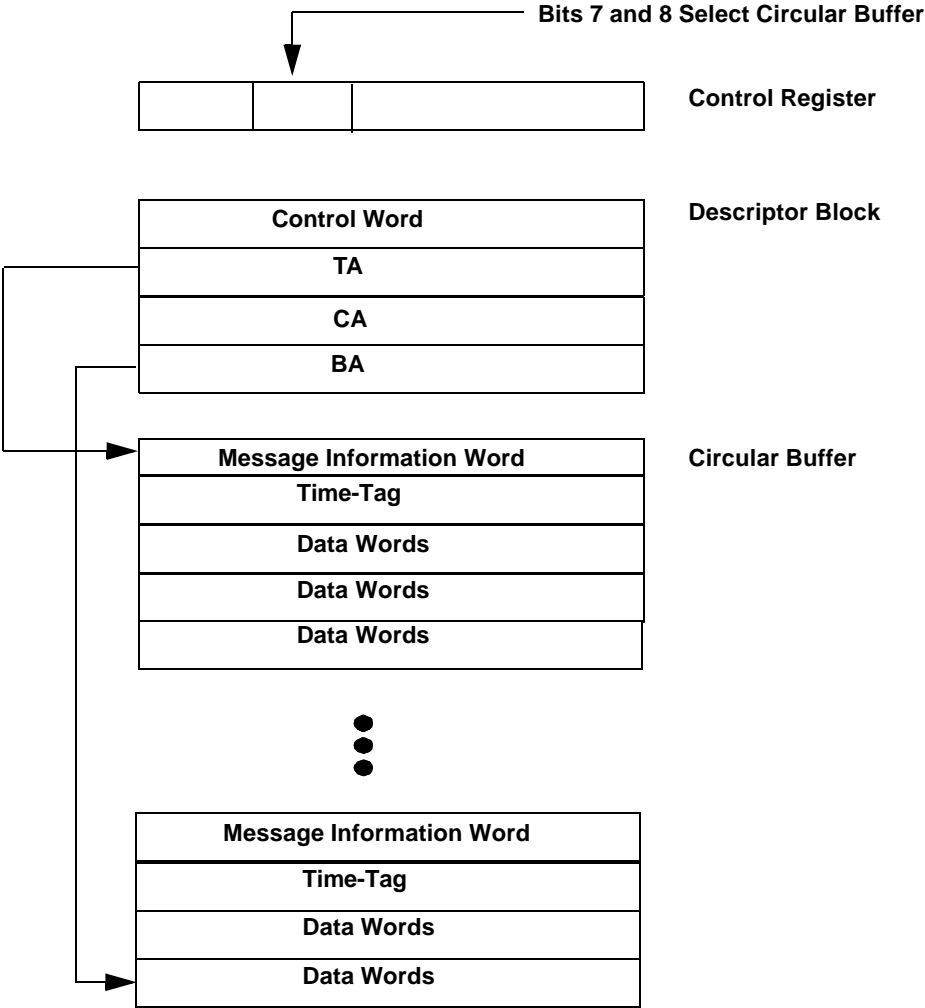 Bits 7 and 8 Select Circular Buffer
Control Register
Control Word
Descriptor Block
TA
CA
BA
Message Information Word
Circular Buffer
Time-Tag
Data Words
Data Words
Data Words
Message Information Word
Time-Tag
Data Words
Data Words